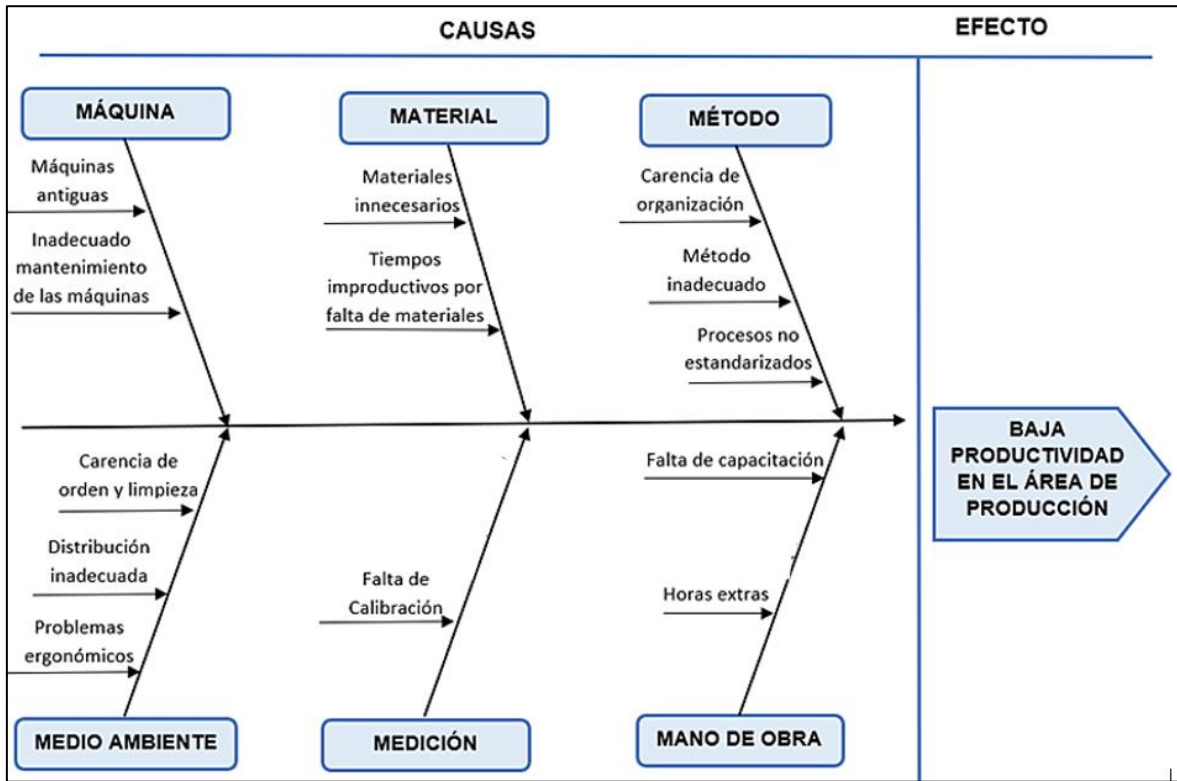 CAUSAS
EFECTO
MÁQUINA
Máquinas
antiguas
Inadecuado
mantenimiento
de las máquinas
MATERIAL
Materiales
innecesarios
Tiempos
improductivos por
falta de materiales
MÉTODO
Carencia de
organización
Método
inadecuado
Procesos no
estandarizados
Carencia de
orden y limpieza
Distribución
inadecuada
Problemas
ergonómicos
MEDIO AMBIENTE
Falta de
Calibración
MEDICIÓN
Falta de capacitación
Horas extras
MANO DE OBRA
BAJA
PRODUCTIVIDAD
EN EL ÁREA DE
PRODUCCIÓN